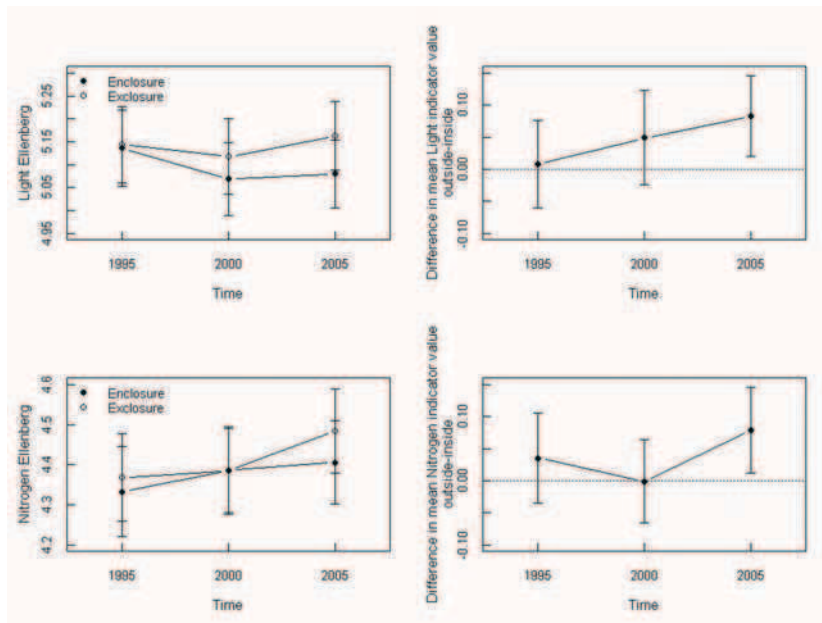 Enclosure
Exclosure
Light Ellenberg
5.25
5.15
5.05
4.95
1995
2000
2005
Time
Difference in mean Light indicator value
outside-inside
0.10
0.00
-0.10
1995
2000
2005
Time
Enclosure
Exclosure
Nitrogen Ellenberg
4.6
4.5
4.4
4.3
4.2
1995
2000
2005
Time
Difference in mean Nitrogen indicator value
outside-inside
0.10
0.00
-0.10
1995
2000
2005
Time